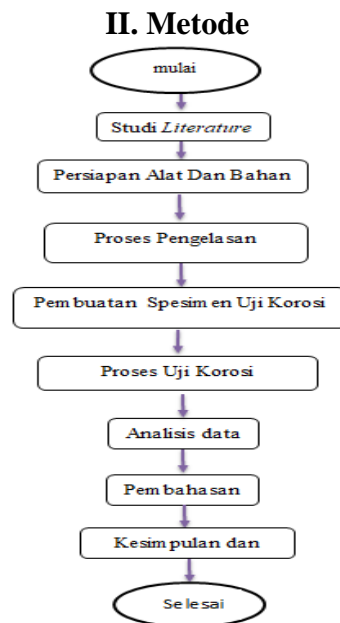 II. Metode
mulai
Studi Literature
Persiapan Alat Dan Bahan
Proses Pengelasan
Pembuatan Spesimen Uji Korosi
Proses Uji Korosi
Analisis data
Pembahasan
Kesimpulan dan
Selesai